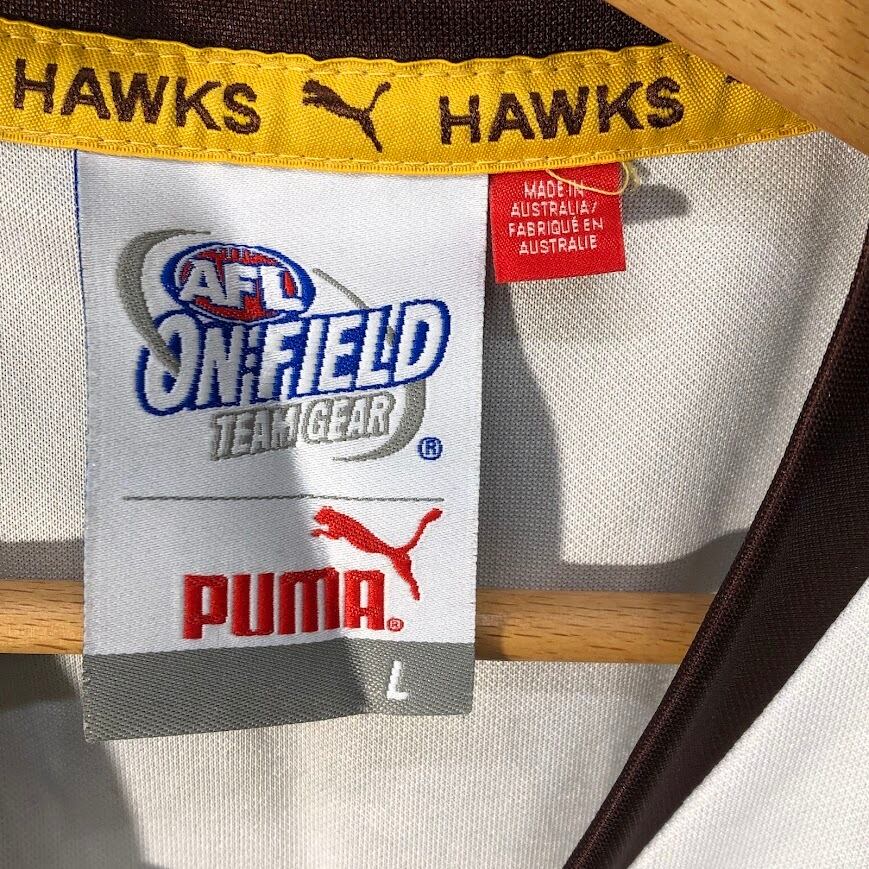 HAWKS HAWKS
MADE IN
AUSTRALIA/
FABRIQUÉ EN
AUSTRALIE
AFL
ON:FIELD
TEAM GEAR
®
PUMA®
L